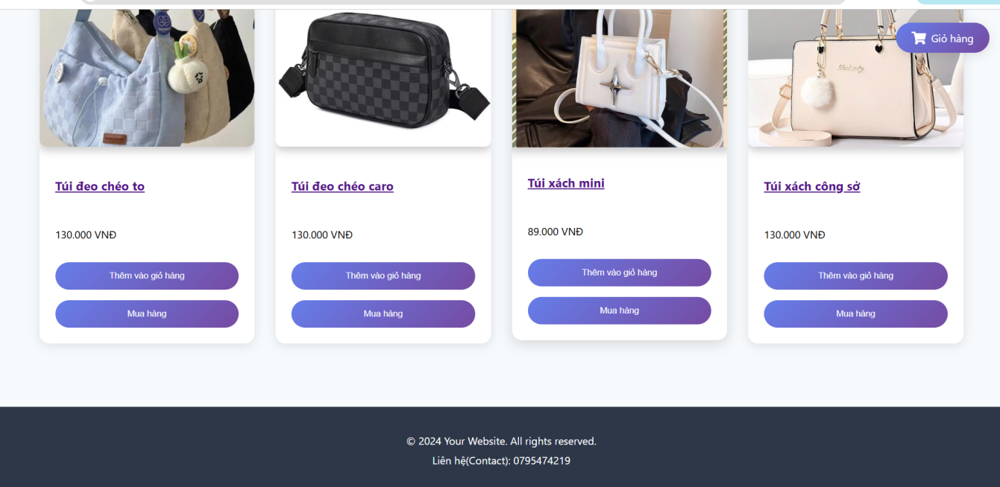 Giỏ hàng
Túi đeo chéo to
Túi đeo chéo caro
Túi xách mini
Túi xách công sở
130.000 VNĐ
130.000 VNĐ
89.000 VNĐ
130.000 VNĐ
Thêm vào giỏ hàng
Thêm vào giỏ hàng
Thêm vào giỏ hàng
Thêm vào giỏ hàng
Mua hàng
Mua hàng
Mua hàng
Mua hàng
© 2024 Your Website. All rights reserved.
Liên hệ(Contact): 0795474219